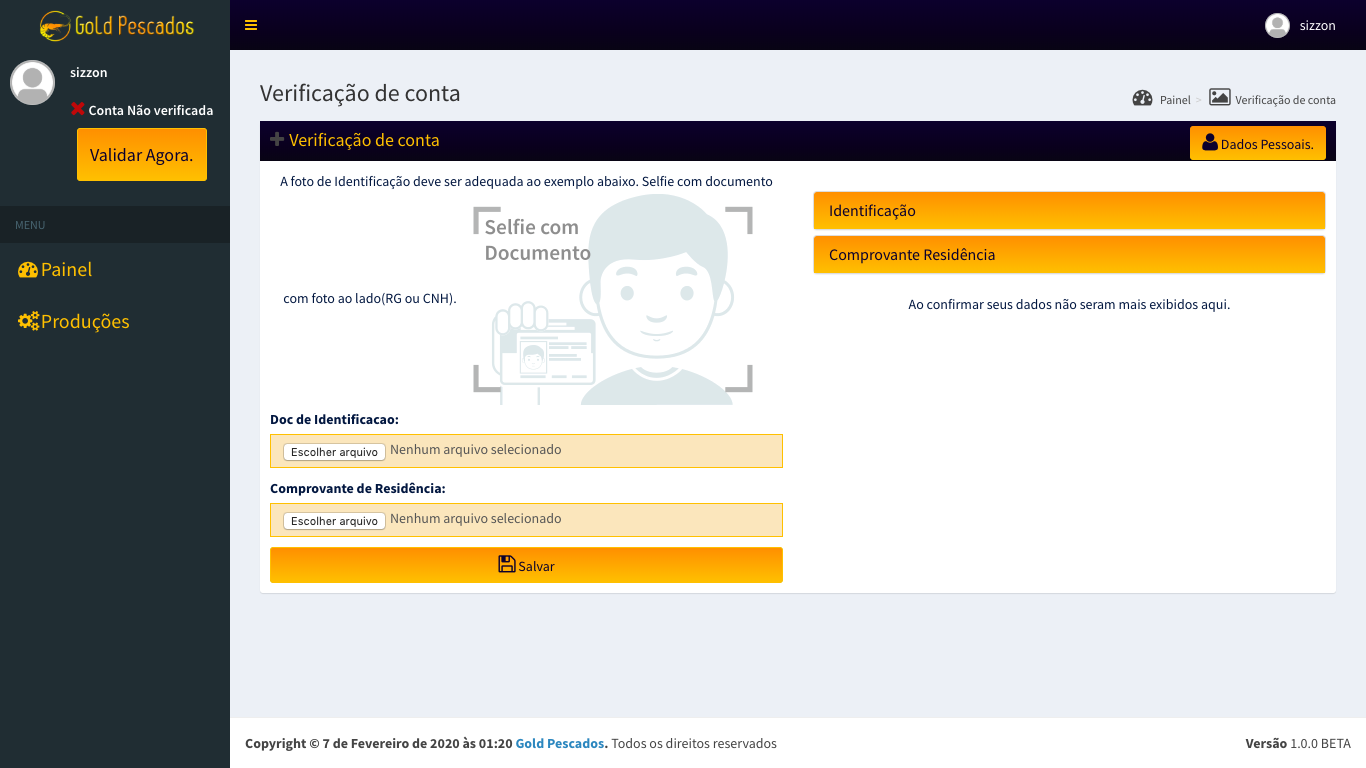 Gold Pescados
sizzon
sizzon
Conta Não verificada
Validar Agora.
MENU
Painel
Produções
Verificação de conta
Painel > Verificação de conta
Verificação de conta
Dados Pessoais.
A foto de Identificação deve ser adequada ao exemplo abaixo. Selfie com documento
Selfie com
Documento
com foto ao lado(RG ou CNH).
Identificação
Comprovante Residência
Ao confirmar seus dados não seram mais exibidos aqui.
Doc de Identificacao:
Escolher arquivo Nenhum arquivo selecionado
Comprovante de Residência:
Escolher arquivo Nenhum arquivo selecionado
Salvar
Copyright © 7 de Fevereiro de 2020 às 01:20 Gold Pescados. Todos os direitos reservados
Versão 1.0.0 BETA